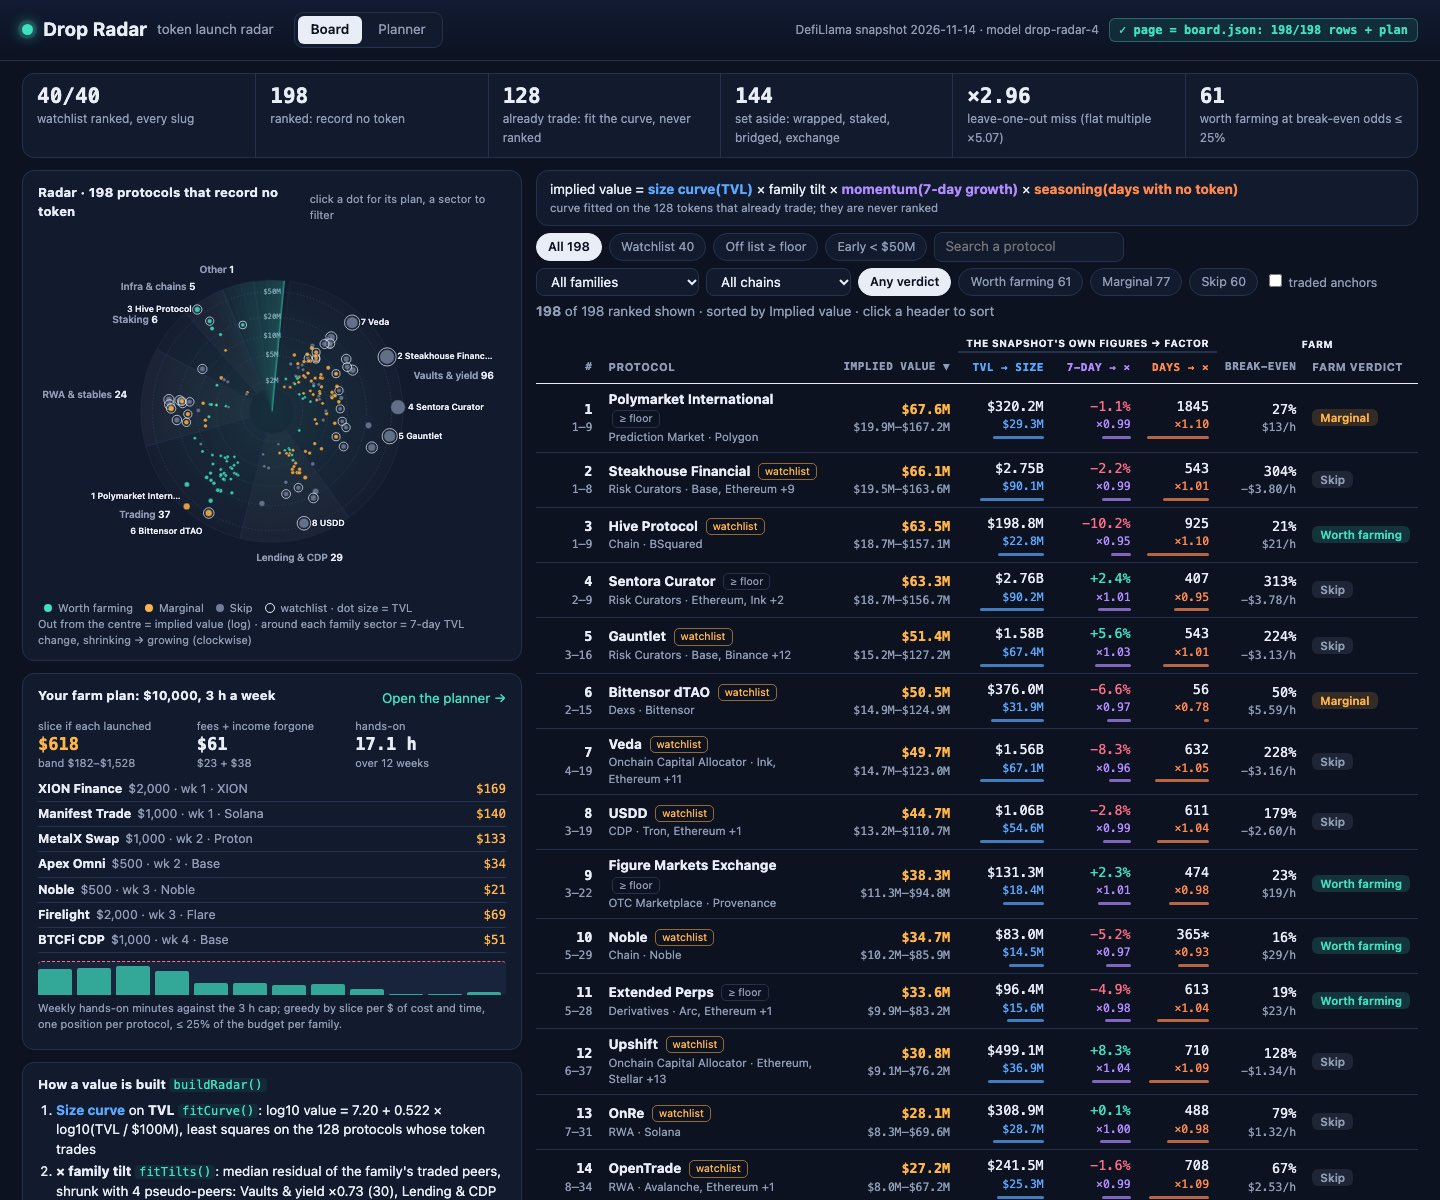 Drop Radar token launch radar Board Planner DefiLlama snapshot 2026-11-14 · model drop-radar-4 ✓ page = board.json: 198/198 rows + plan
40/40
watchlist ranked, every slug
198
ranked: record no token
128
already trade: fit the curve, never
ranked
144
set aside: wrapped, staked,
bridged, exchange
×2.96
leave-one-out miss (flat multiple
×5.07)
61
worth farming at break-even odds ≤
25%
Radar · 198 protocols that record no
token
click a dot for its plan, a sector to
filter
Other 1
Infra & chains 5
3 Hive Protocol
Staking 6
$50M
$20M
$10M
$5M
$2M
7 Veda
2 Steakhouse Financ...
Vaults & yield 96
RWA & stables 24
4 Sentora Curator
5 Gauntlet
1 Polymarket Intern...
Trading 37
6 Bittensor dTAO
8 USDD
Lending & CDP 29
Worth farming Marginal Skip watchlist · dot size = TVL
Out from the centre = implied value (log) · around each family sector = 7-day TVL
change, shrinking → growing (clockwise)
Your farm plan: $10,000, 3 h a week Open the planner →
slice if each launched
$618
band $182–$1,528
fees + income forgone
$61
$23 + $38
hands-on
17.1 h
over 12 weeks
XION Finance $2,000 · wk 1 · XION $169
Manifest Trade $1,000 · wk 1 · Solana $140
MetalX Swap $1,000 · wk 2 · Proton $133
Apex Omni $500 · wk 2 · Base $34
Noble $500 · wk 3 · Noble $21
Firelight $2,000 · wk 3 · Flare $69
BTCFi CDP $1,000 · wk 4 · Base $51
Weekly hands-on minutes against the 3 h cap; greedy by slice per $ of cost and time,
one position per protocol, ≤ 25% of the budget per family.
How a value is built buildRadar()
1. Size curve on TVL fitCurve(): log10 value = 7.20 + 0.522 ×
log10(TVL / $100M), least squares on the 128 protocols whose token
trades
2. × family tilt fitTilts(): median residual of the family's traded peers,
shrunk with 4 pseudo-peers: Vaults & yield ×0.73 (30), Lending & CDP
implied value = size curve(TVL) × family tilt × momentum(7-day growth) × seasoning(days with no token)
curve fitted on the 128 tokens that already trade; they are never ranked
All 198 Watchlist 40 Off list ≥ floor Early < $50M Search a protocol
All families All chains Any verdict Worth farming 61 Marginal 77 Skip 60 traded anchors
198 of 198 ranked shown · sorted by Implied value · click a header to sort
THE SNAPSHOT'S OWN FIGURES → FACTOR FARM
# PROTOCOL IMPLIED VALUE ▼ TVL → SIZE 7-DAY → × DAYS → × BREAK-EVEN FARM VERDICT
1 Polymarket International $67.6M $320.2M −1.1% 1845 27% Marginal
≥ floor
1–9 Prediction Market · Polygon $19.9M–$167.2M $29.3M ×0.99 ×1.10 $13/h
2 Steakhouse Financial watchlist $66.1M $2.75B −2.2% 543 304% Skip
1–8 Risk Curators · Base, Ethereum +9 $19.5M–$163.6M $90.1M ×0.99 ×1.01 −$3.80/h
3 Hive Protocol watchlist $63.5M $198.8M −10.2% 925 21% Worth farming
1–9 Chain · BSquared $18.7M–$157.1M $22.8M ×0.95 ×1.10 $21/h
4 Sentora Curator ≥ floor $63.3M $2.76B +2.4% 407 313% Skip
2–9 Risk Curators · Ethereum, Ink +2 $18.7M–$156.7M $90.2M ×1.01 ×0.95 −$3.78/h
5 Gauntlet watchlist $51.4M $1.58B +5.6% 543 224% Skip
3–16 Risk Curators · Base, Binance +12 $15.2M–$127.2M $67.4M ×1.03 ×1.01 −$3.13/h
6 Bittensor dTAO watchlist $50.5M $376.0M −6.6% 56 50% Marginal
2–15 Dexs · Bittensor $14.9M–$124.9M $31.9M ×0.97 ×0.78 $5.59/h
7 Veda watchlist $49.7M $1.56B −8.3% 632 228% Skip
4–19 Onchain Capital Allocator · Ink, $14.7M–$123.0M $67.1M ×0.96 ×1.05 −$3.16/h
Ethereum +11
8 USDD watchlist $44.7M $1.06B −2.8% 611 179% Skip
3–19 CDP · Tron, Ethereum +1 $13.2M–$110.7M $54.6M ×0.99 ×1.04 −$2.60/h
9 Figure Markets Exchange $38.3M $131.3M +2.3% 474 23% Worth farming
≥ floor
3–22 OTC Marketplace · Provenance $11.3M–$94.8M $18.4M ×1.01 ×0.98 $19/h
10 Noble watchlist $34.7M $83.0M −5.2% 365* 16% Worth farming
5–29 Chain · Noble $10.2M–$85.9M $14.5M ×0.97 ×0.93 $29/h
11 Extended Perps ≥ floor $33.6M $96.4M −4.9% 613 19% Worth farming
5–28 Derivatives · Arc, Ethereum +1 $9.9M–$83.2M $15.6M ×0.98 ×1.04 $23/h
12 Upshift watchlist $30.8M $499.1M +8.3% 710 128% Skip
6–37 Onchain Capital Allocator · Ethereum, $9.1M–$76.2M $36.9M ×1.04 ×1.09 −$1.34/h
Stellar +13
13 OnRe watchlist $28.1M $308.9M +0.1% 488 79% Skip
7–31 RWA · Solana $8.3M–$69.6M $28.7M ×1.00 ×0.98 $1.32/h
14 OpenTrade watchlist $27.2M $241.5M −1.6% 708 67% Skip
8–34 RWA · Avalanche, Ethereum +1 $8.0M–$67.2M $25.3M ×0.99 ×1.09 $2.53/h